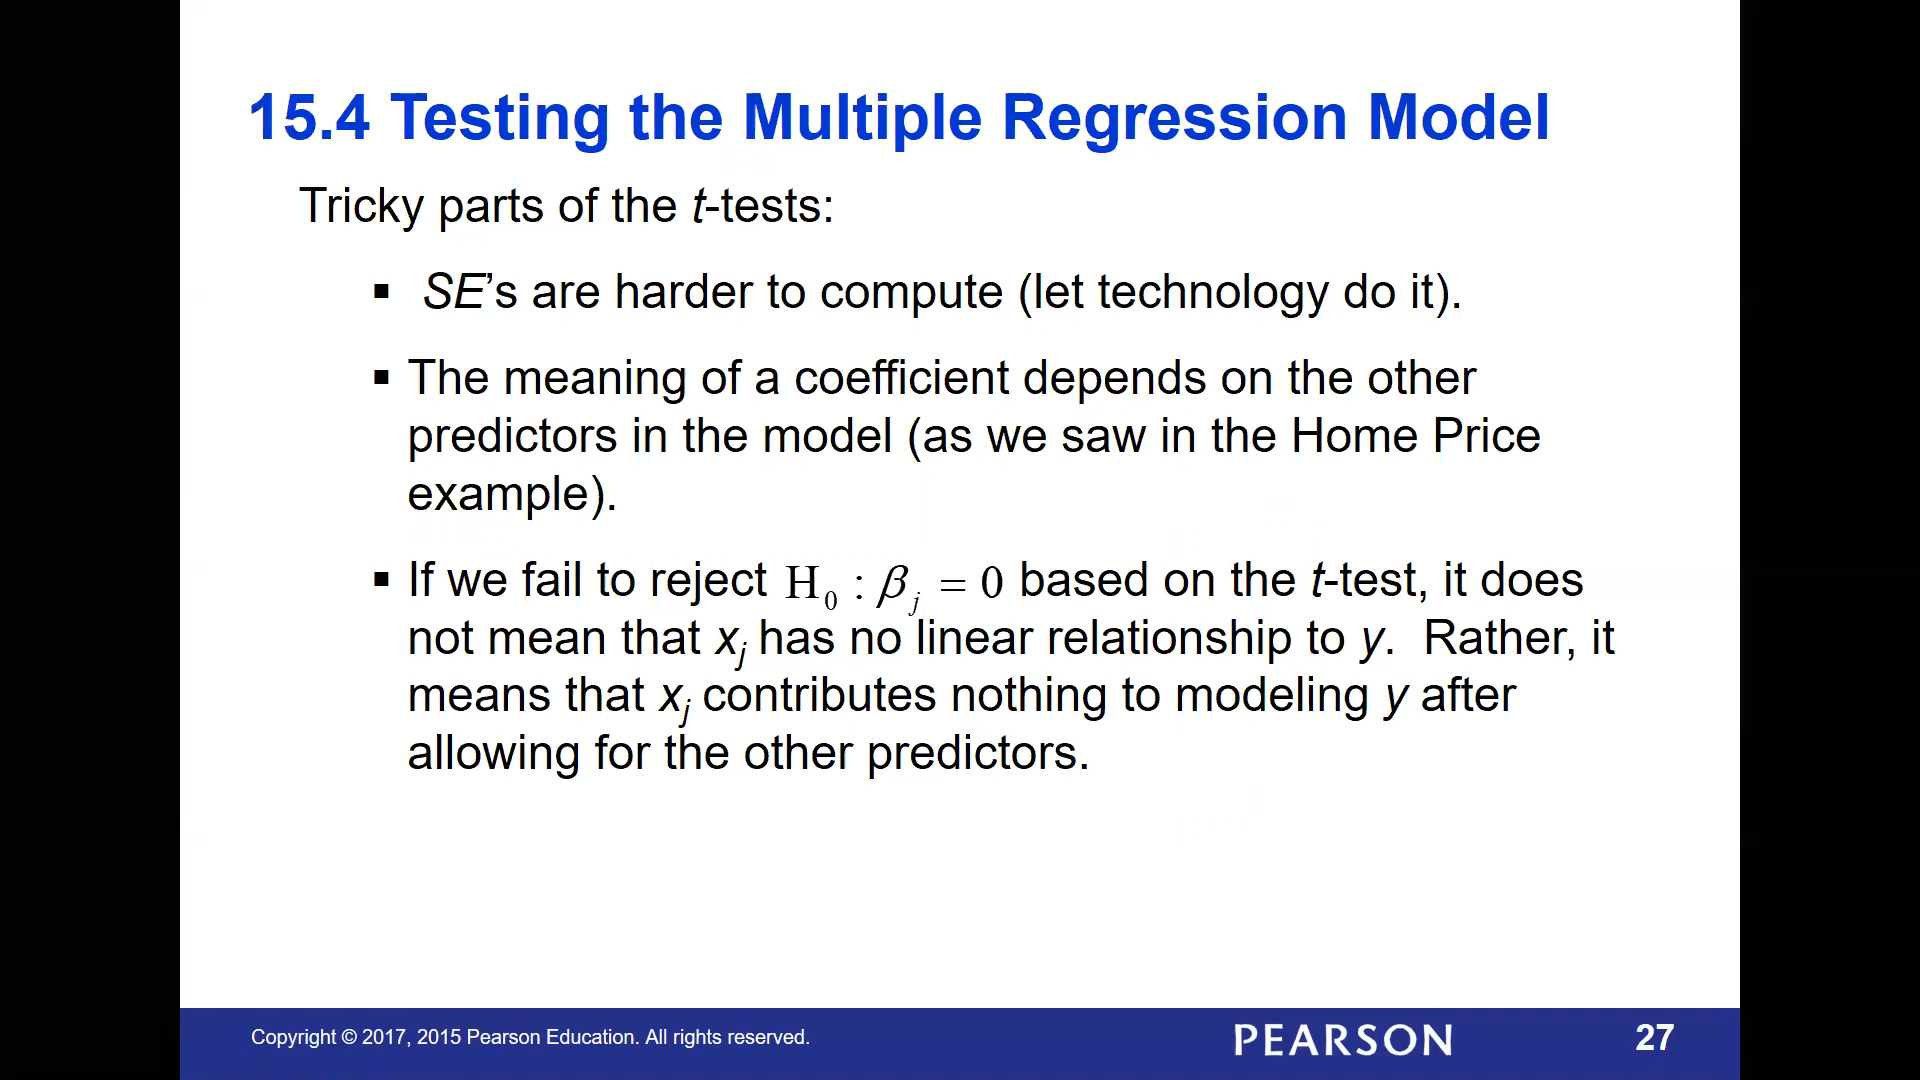 15.4 Testing the Multiple Regression Model
Tricky parts of the t-tests:
▪ SE’s are harder to compute (let technology do it).
▪ The meaning of a coefficient depends on the other
predictors in the model (as we saw in the Home Price
example).
▪ If we fail to reject H₀ : βⱼ = 0 based on the t-test, it does
not mean that xⱼ has no linear relationship to y. Rather, it
means that xⱼ contributes nothing to modeling y after
allowing for the other predictors.
Copyright © 2017, 2015 Pearson Education. All rights reserved.
PEARSON
27